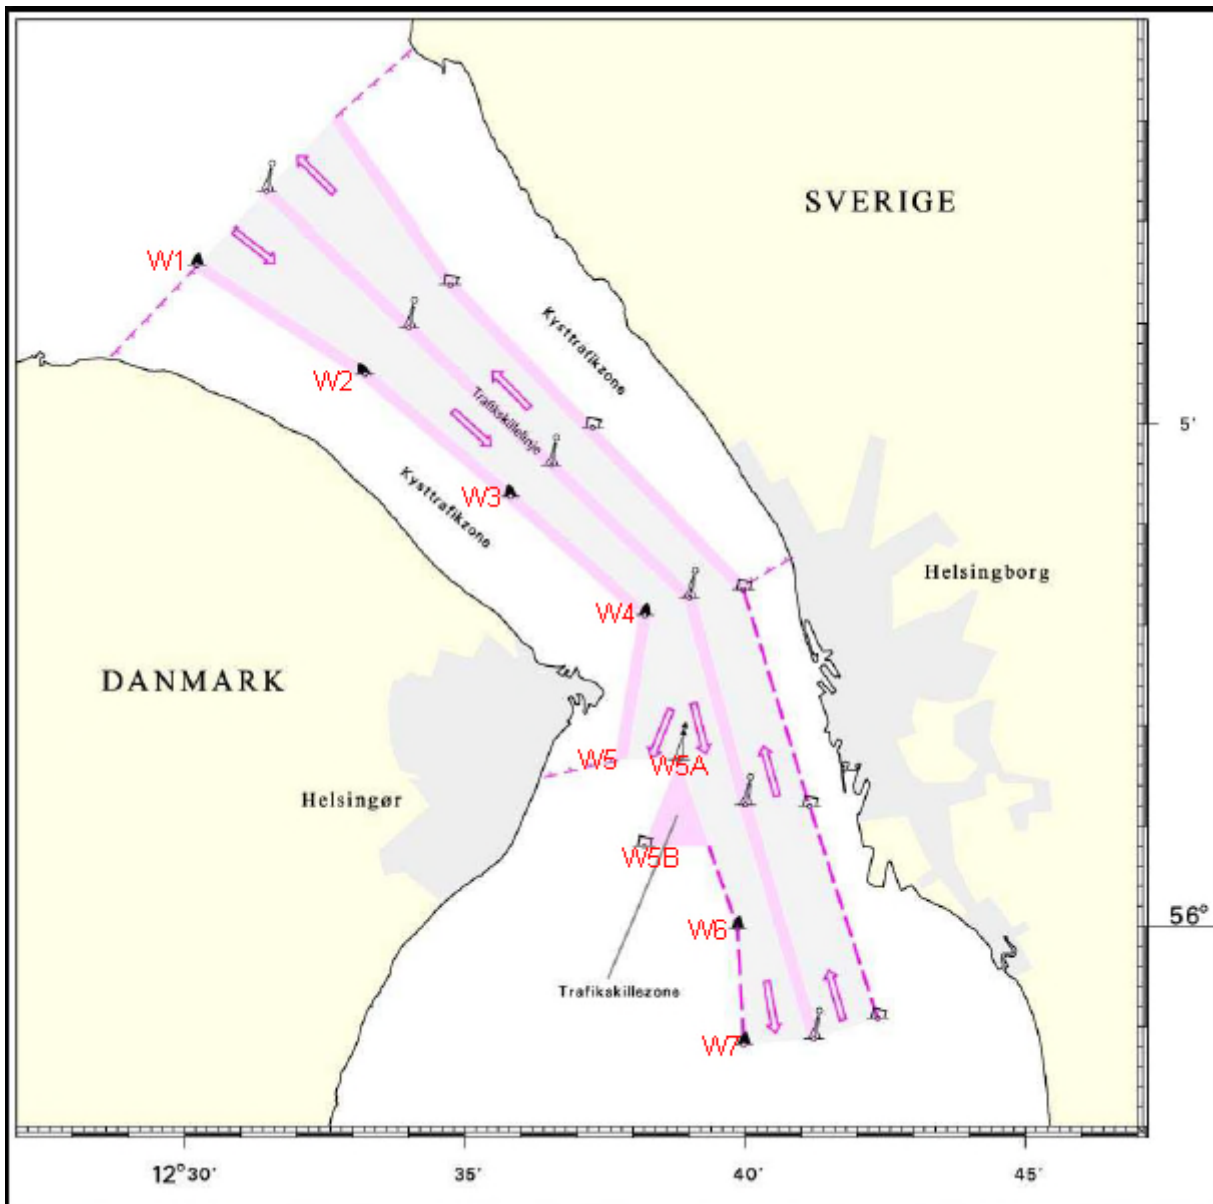 SVERIGE
W1
Kysttrafikzone
W2
Trafikskillelinje
5'
Kysttrafikzone
W3
Helsingborg
W4
DANMARK
W5
W5A
Helsingør
W5B
56°
W6
Trafikskillezone
W7
12°30'
35'
40'
45'